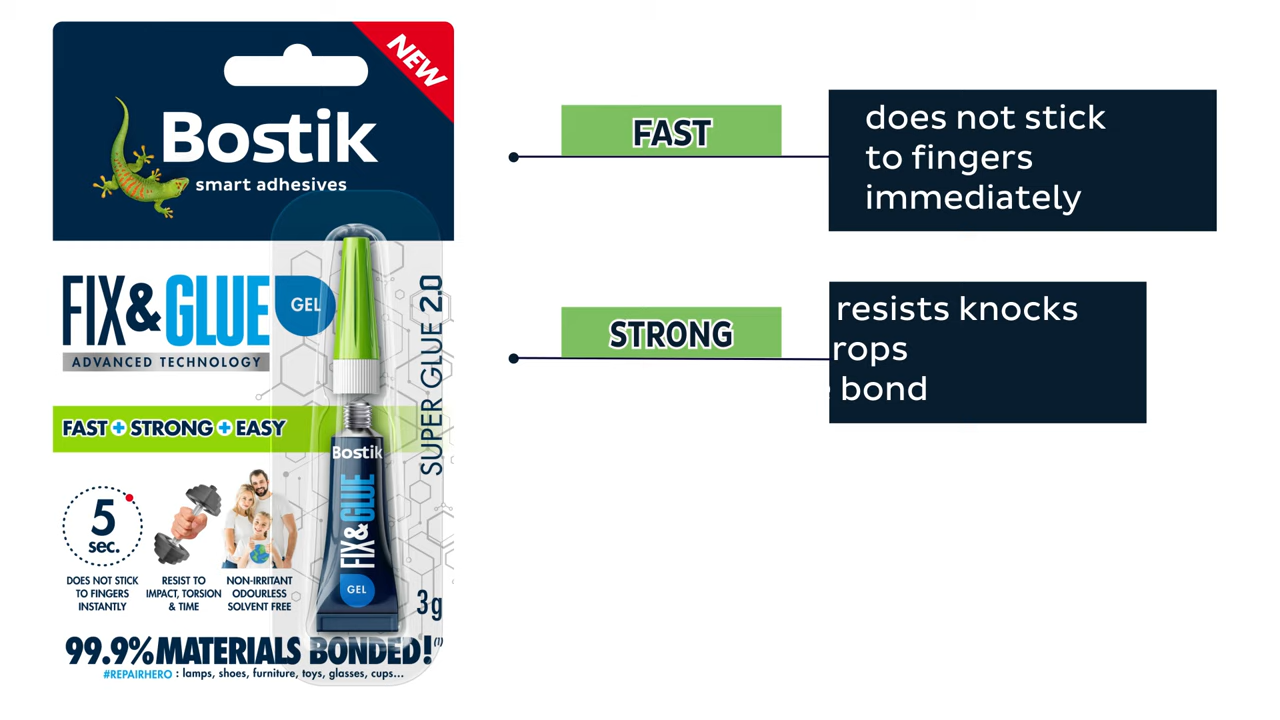 NEW
Bostik
smart adhesives
FIX&GLUE
GEL
ADVANCED TECHNOLOGY
SUPER GLUE 2.0
FAST+STRONG+EASY
Bostik
FIX&GLUE
GEL
5
sec.
DOES NOT STICK
TO FINGERS
INSTANTLY
RESIST TO
IMPACT, TORSION
& TIME
NON-IRRITANT
ODOURLESS
SOLVENT FREE
3g
99.9% MATERIALS BONDED!(1)
#REPAIRHERO : lamps, shoes, furniture, toys, glasses, cups...
FAST
does not stick
to fingers
immediately
STRONG
resists knocks
rops
bond